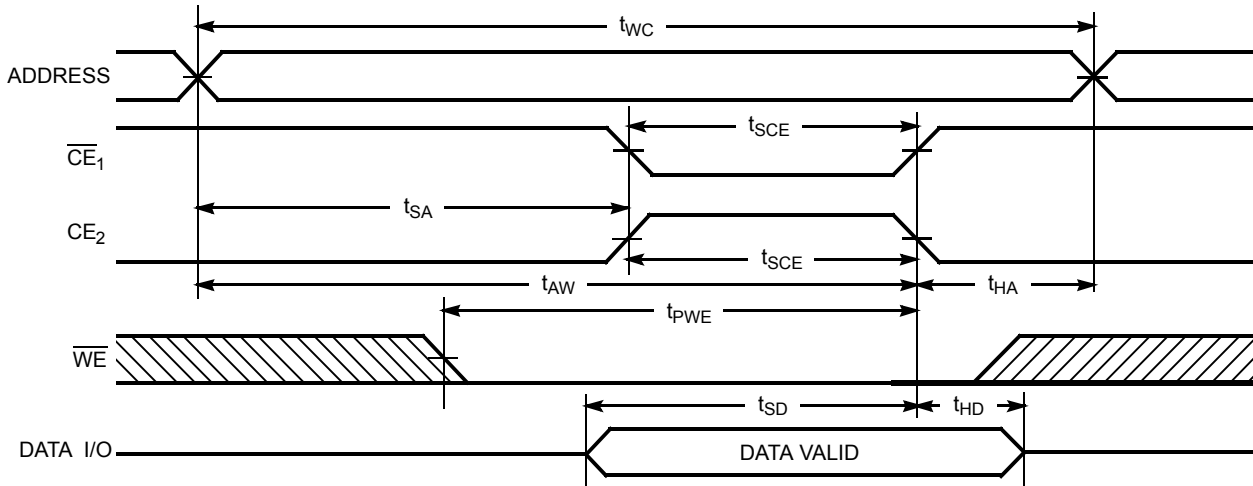 tWC
ADDRESS
tSCE
CE1
tSA
CE2
tSCE
tAW
tHA
tPWE
WE
tSD
tHD
DATA I/O
DATA VALID